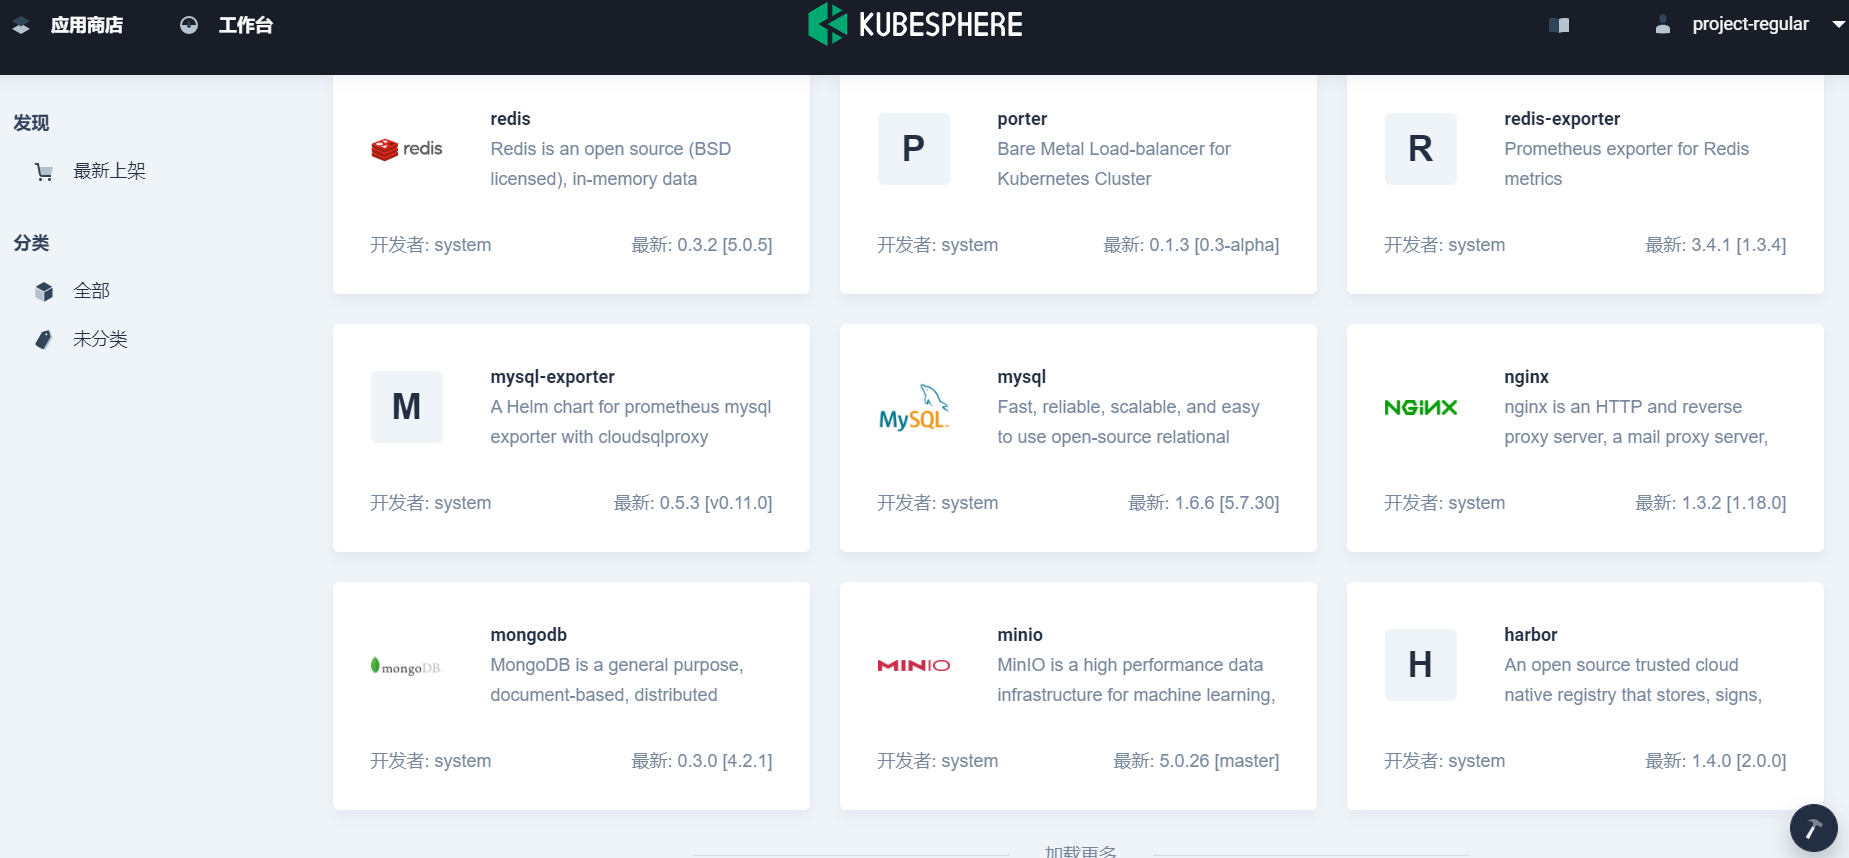 应用商店
工作台
KUBESPHERE
project-regular
发现
最新上架
分类
全部
未分类
redis
redis
Redis is an open source (BSD
licensed), in-memory data
开发者: system
最新: 0.3.2 [5.0.5]
P
porter
Bare Metal Load-balancer for
Kubernetes Cluster
开发者: system
最新: 0.1.3 [0.3-alpha]
R
redis-exporter
Prometheus exporter for Redis
metrics
开发者: system
最新: 3.4.1 [1.3.4]
M
mysql-exporter
A Helm chart for prometheus mysql
exporter with cloudsqlproxy
开发者: system
最新: 0.5.3 [v0.11.0]
MySQL
mysql
Fast, reliable, scalable, and easy
to use open-source relational
开发者: system
最新: 1.6.6 [5.7.30]
NGINX
nginx
nginx is an HTTP and reverse
proxy server, a mail proxy server,
开发者: system
最新: 1.3.2 [1.18.0]
mongoDB
mongodb
MongoDB is a general purpose,
document-based, distributed
开发者: system
最新: 0.3.0 [4.2.1]
MINIO
minio
MinIO is a high performance data
infrastructure for machine learning,
开发者: system
最新: 5.0.26 [master]
H
harbor
An open source trusted cloud
native registry that stores, signs,
开发者: system
最新: 1.4.0 [2.0.0]
加载更多